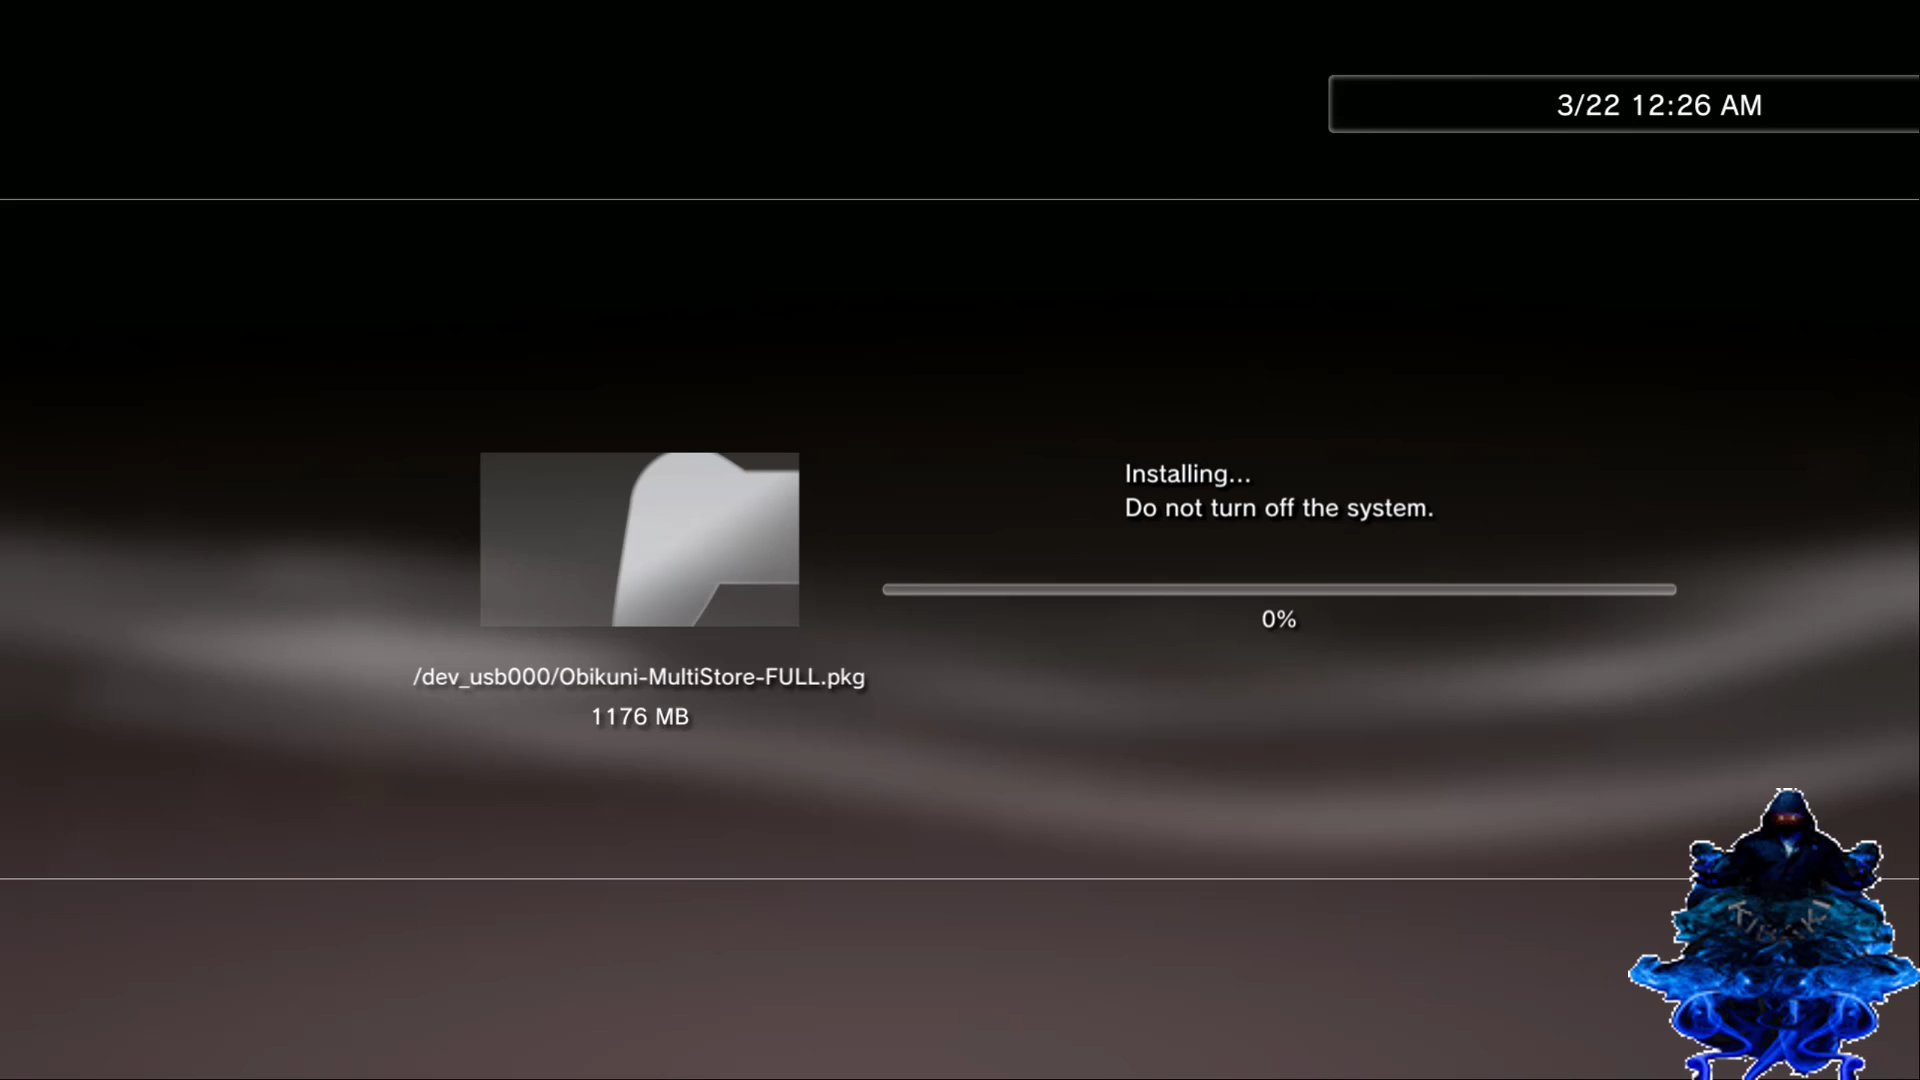 3/22 12:26 AM
Installing...
Do not turn off the system.
0%
/dev_usb000/Obikuni-MultiStore-FULL.pkg
1176 MB